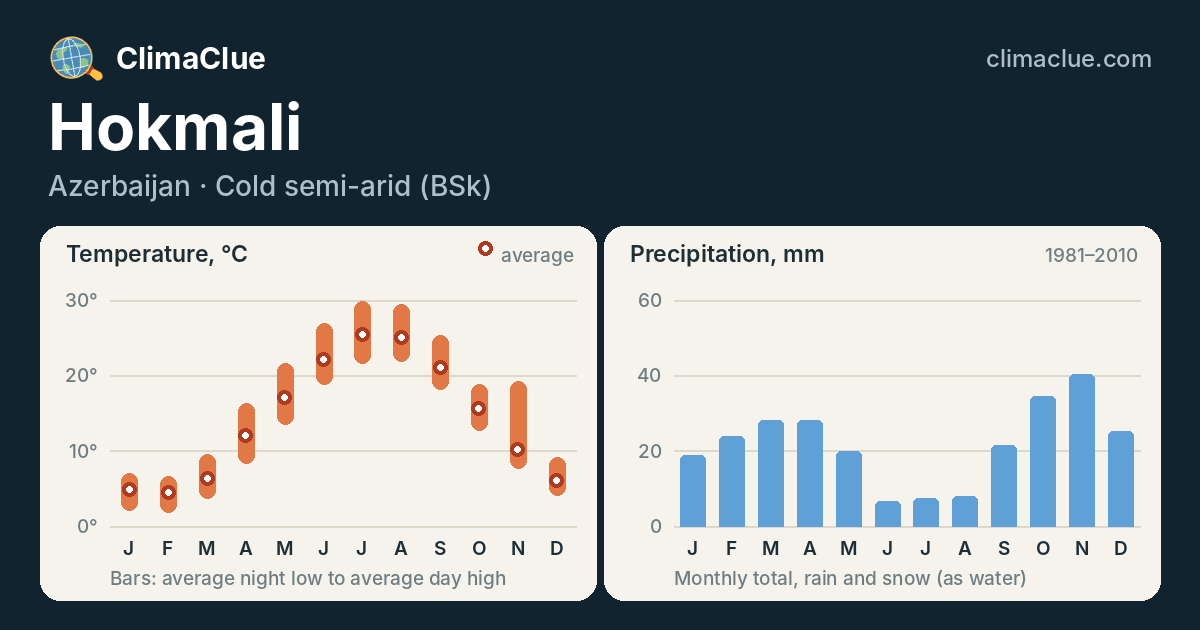 ClimaClue
climaclue.com
Hokmali
Azerbaijan · Cold semi-arid (BSk)
Temperature, °C
average
30°
20°
10°
0°
J F M A M J J A S O N D
Bars: average night low to average day high
Precipitation, mm
1981–2010
60
40
20
0
J F M A M J J A S O N D
Monthly total, rain and snow (as water)